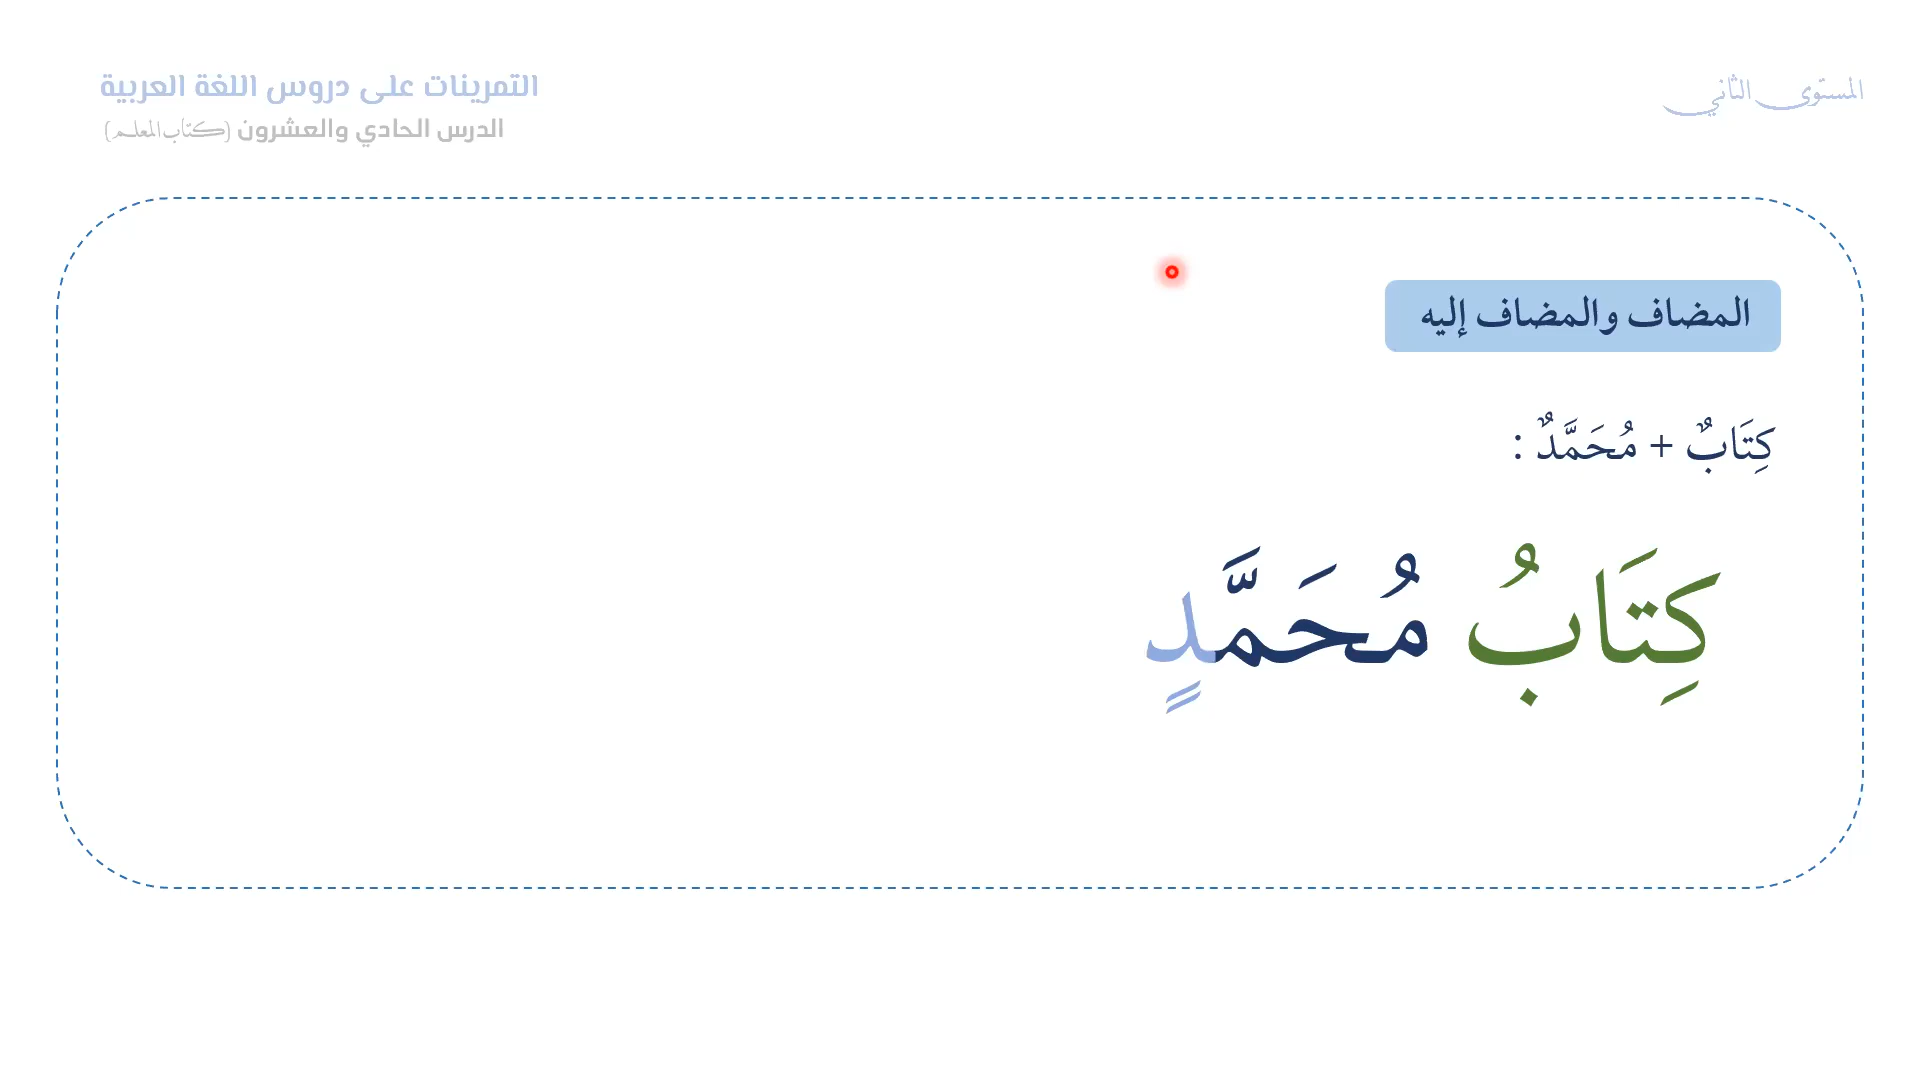 المستوى الثاني
التمرينات على دروس اللغة العربية
الدرس الحادي والعشرون (كتاب المعلم)
المضاف والمضاف إليه
كِتَابٌ + مُحَمَّدٌ :
كِتَابُ مُحَمَّدٍ